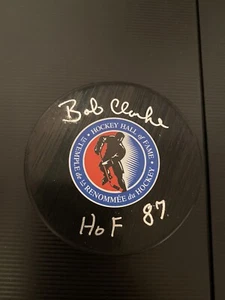 Bob Clarke
HOCKEY HALL of FAME
LE TEMPLE de la RENOMMÉE du HOCKEY
HoF 87.